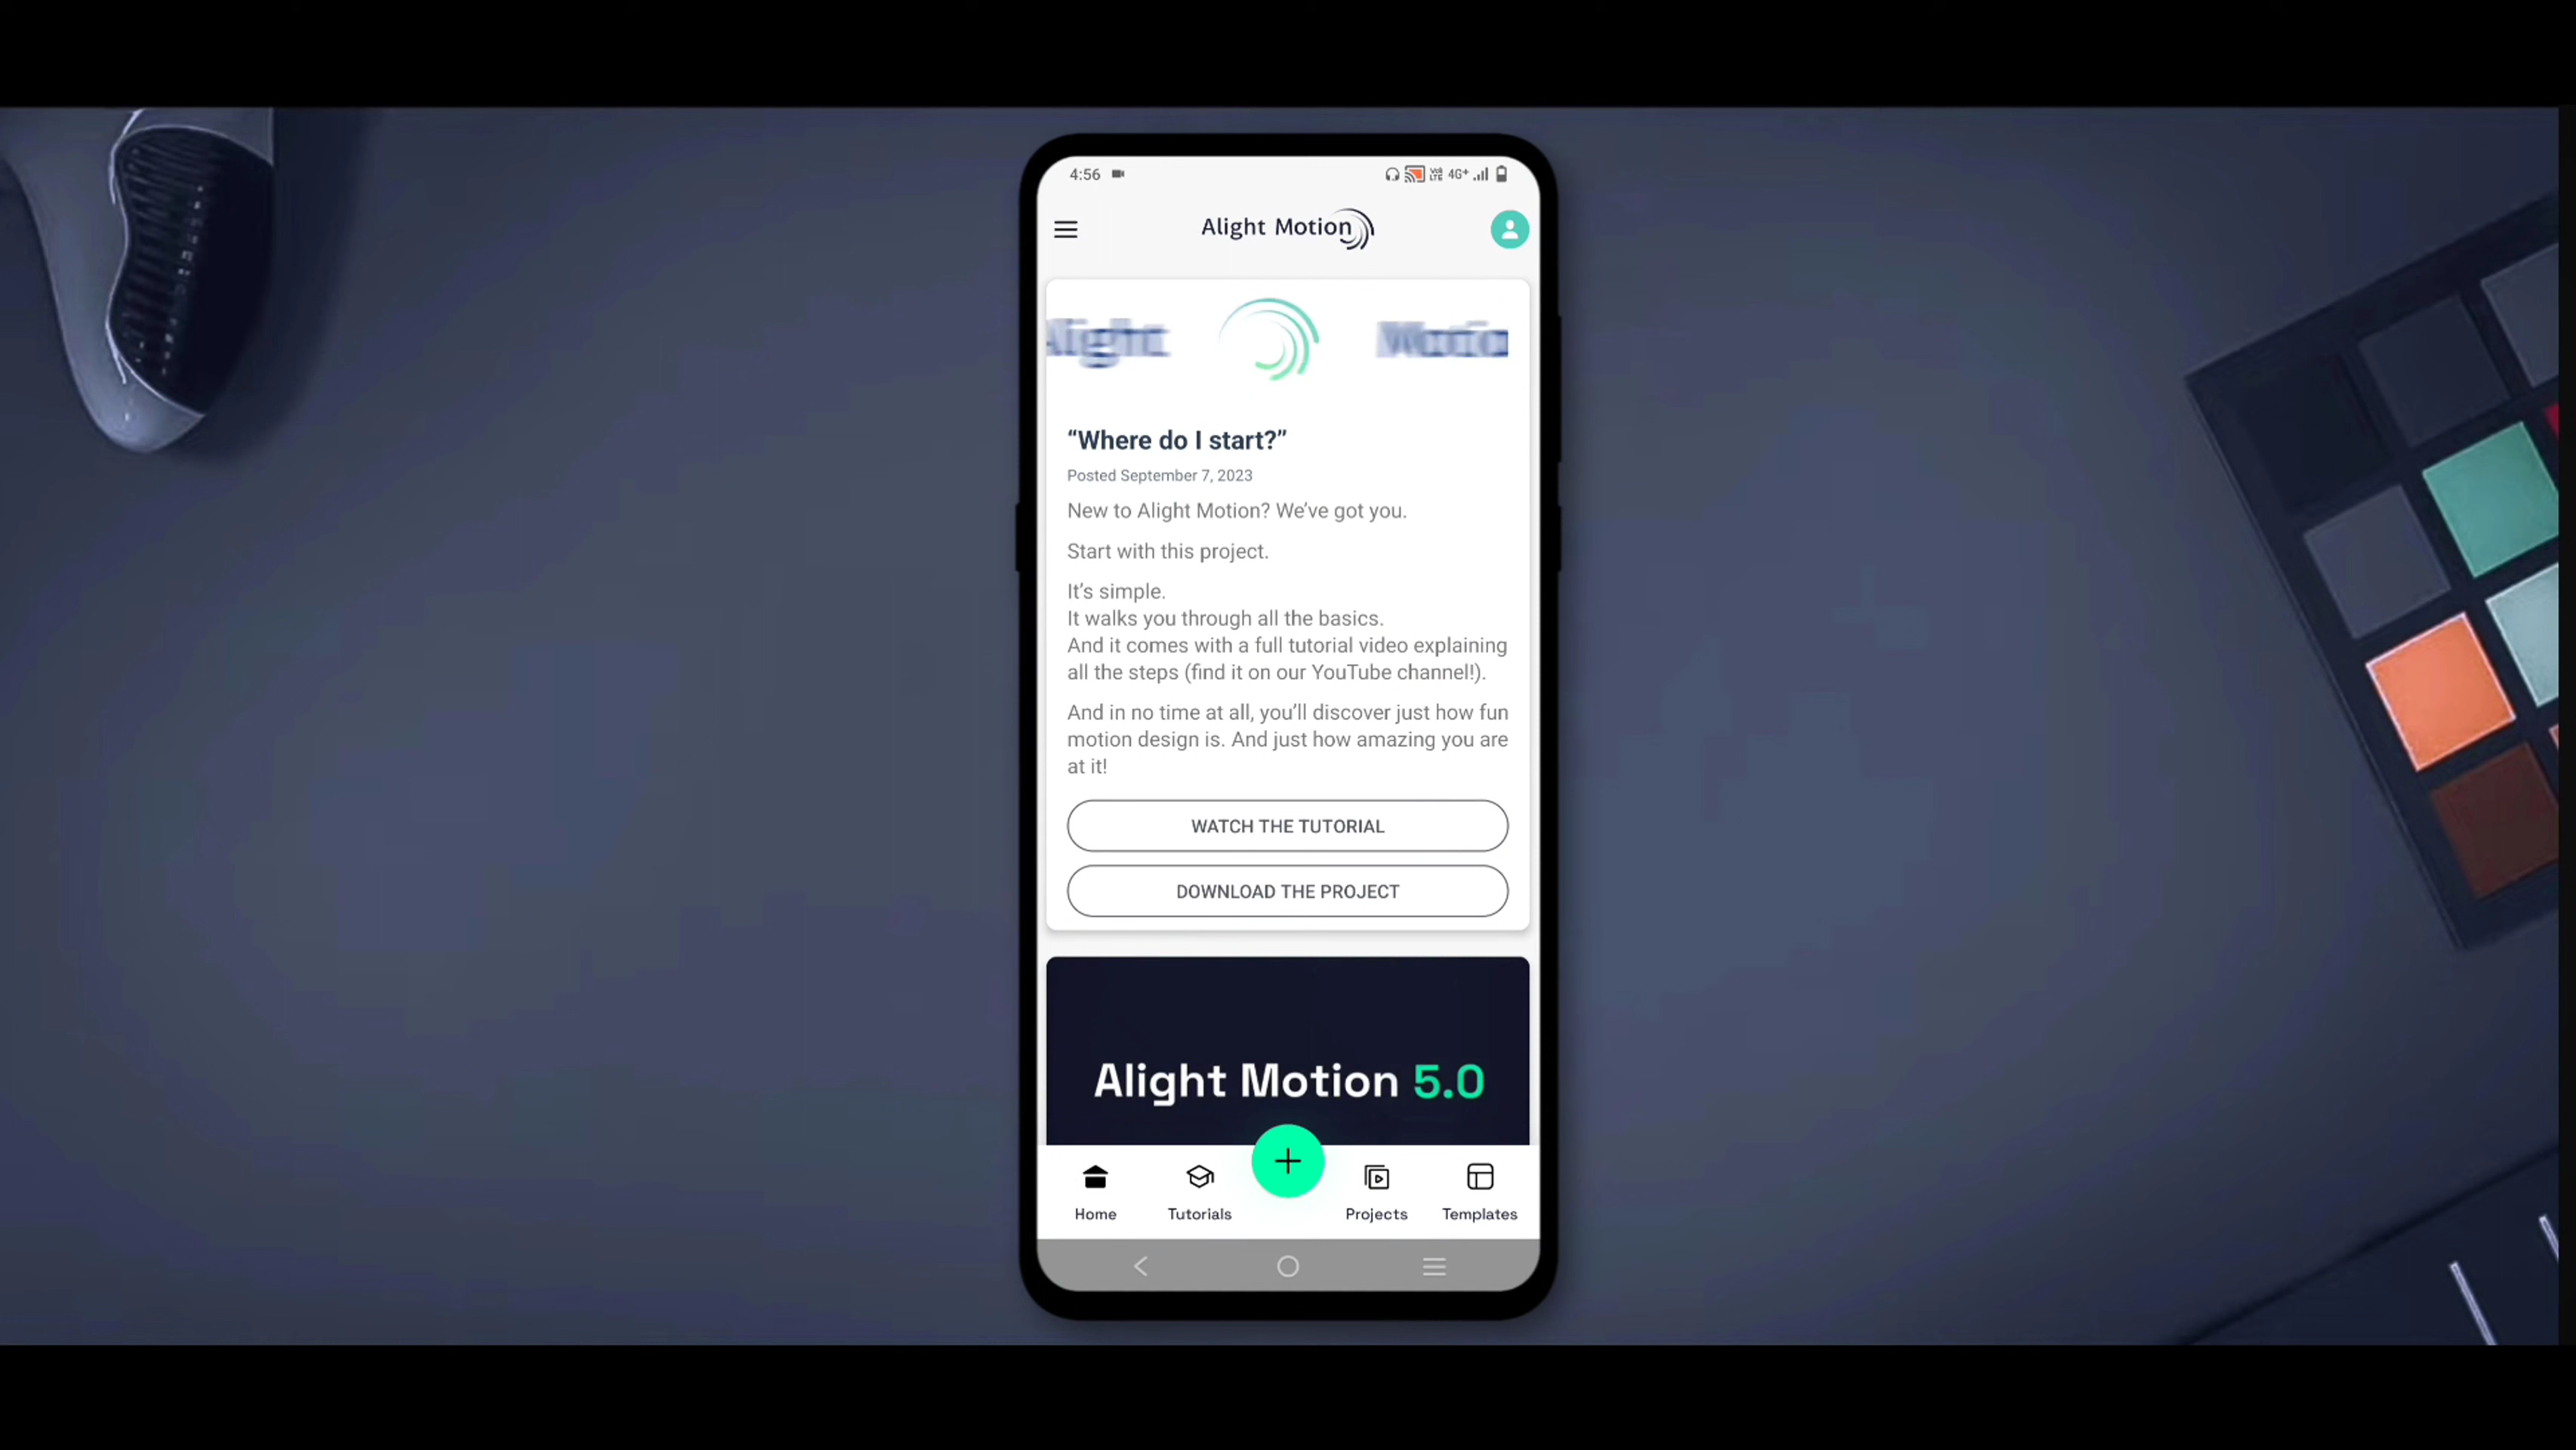 4:56
VoLTE 4G+
Alight Motion
Alight Motio
“Where do I start?”
Posted September 7, 2023
New to Alight Motion? We’ve got you.
Start with this project.
It’s simple.
It walks you through all the basics.
And it comes with a full tutorial video explaining
all the steps (find it on our YouTube channel!).
And in no time at all, you’ll discover just how fun
motion design is. And just how amazing you are
at it!
WATCH THE TUTORIAL
DOWNLOAD THE PROJECT
Alight Motion 5.0
Home Tutorials Projects Templates